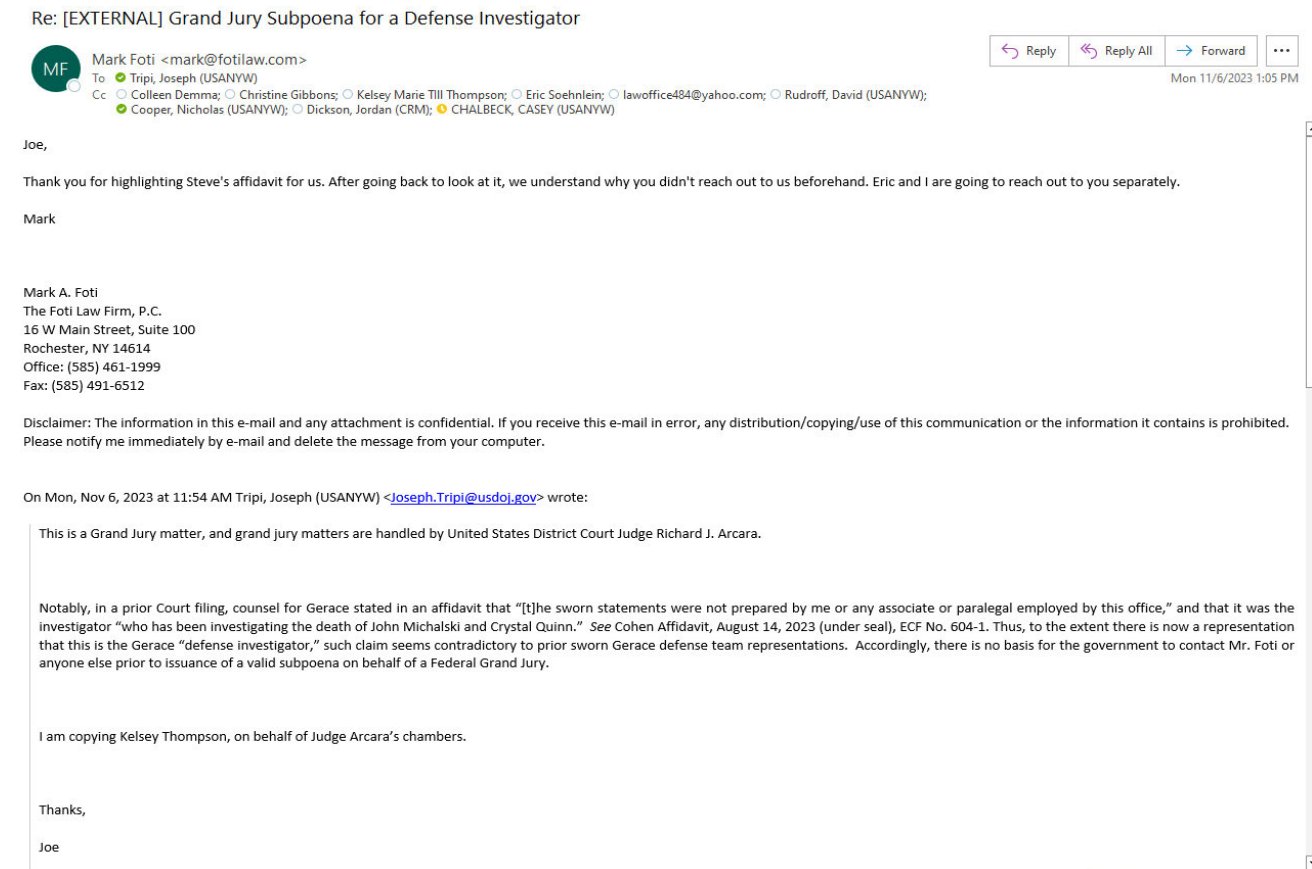 Re: [EXTERNAL] Grand Jury Subpoena for a Defense Investigator
MF
Mark Foti <mark@fotilaw.com>
To Tripi, Joseph (USANYW)
Cc Colleen Demma; Christine Gibbons; Kelsey Marie TIll Thompson; Eric Soehnlein; lawoffice484@yahoo.com; Rudroff, David (USANYW);
Cooper, Nicholas (USANYW); Dickson, Jordan (CRM); CHALBECK, CASEY (USANYW)
Reply
Reply All
Forward
...
Mon 11/6/2023 1:05 PM
Joe,
Thank you for highlighting Steve's affidavit for us. After going back to look at it, we understand why you didn't reach out to us beforehand. Eric and I are going to reach out to you separately.
Mark
Mark A. Foti
The Foti Law Firm, P.C.
16 W Main Street, Suite 100
Rochester, NY 14614
Office: (585) 461-1999
Fax: (585) 491-6512
Disclaimer: The information in this e-mail and any attachment is confidential. If you receive this e-mail in error, any distribution/copying/use of this communication or the information it contains is prohibited.
Please notify me immediately by e-mail and delete the message from your computer.
On Mon, Nov 6, 2023 at 11:54 AM Tripi, Joseph (USANYW) <Joseph.Tripi@usdoj.gov> wrote:
This is a Grand Jury matter, and grand jury matters are handled by United States District Court Judge Richard J. Arcara.
Notably, in a prior Court filing, counsel for Gerace stated in an affidavit that “[t]he sworn statements were not prepared by me or any associate or paralegal employed by this office,” and that it was the
investigator “who has been investigating the death of John Michalski and Crystal Quinn.” See Cohen Affidavit, August 14, 2023 (under seal), ECF No. 604-1. Thus, to the extent there is now a representation
that this is the Gerace “defense investigator,” such claim seems contradictory to prior sworn Gerace defense team representations. Accordingly, there is no basis for the government to contact Mr. Foti or
anyone else prior to issuance of a valid subpoena on behalf of a Federal Grand Jury.
I am copying Kelsey Thompson, on behalf of Judge Arcara’s chambers.
Thanks,
Joe